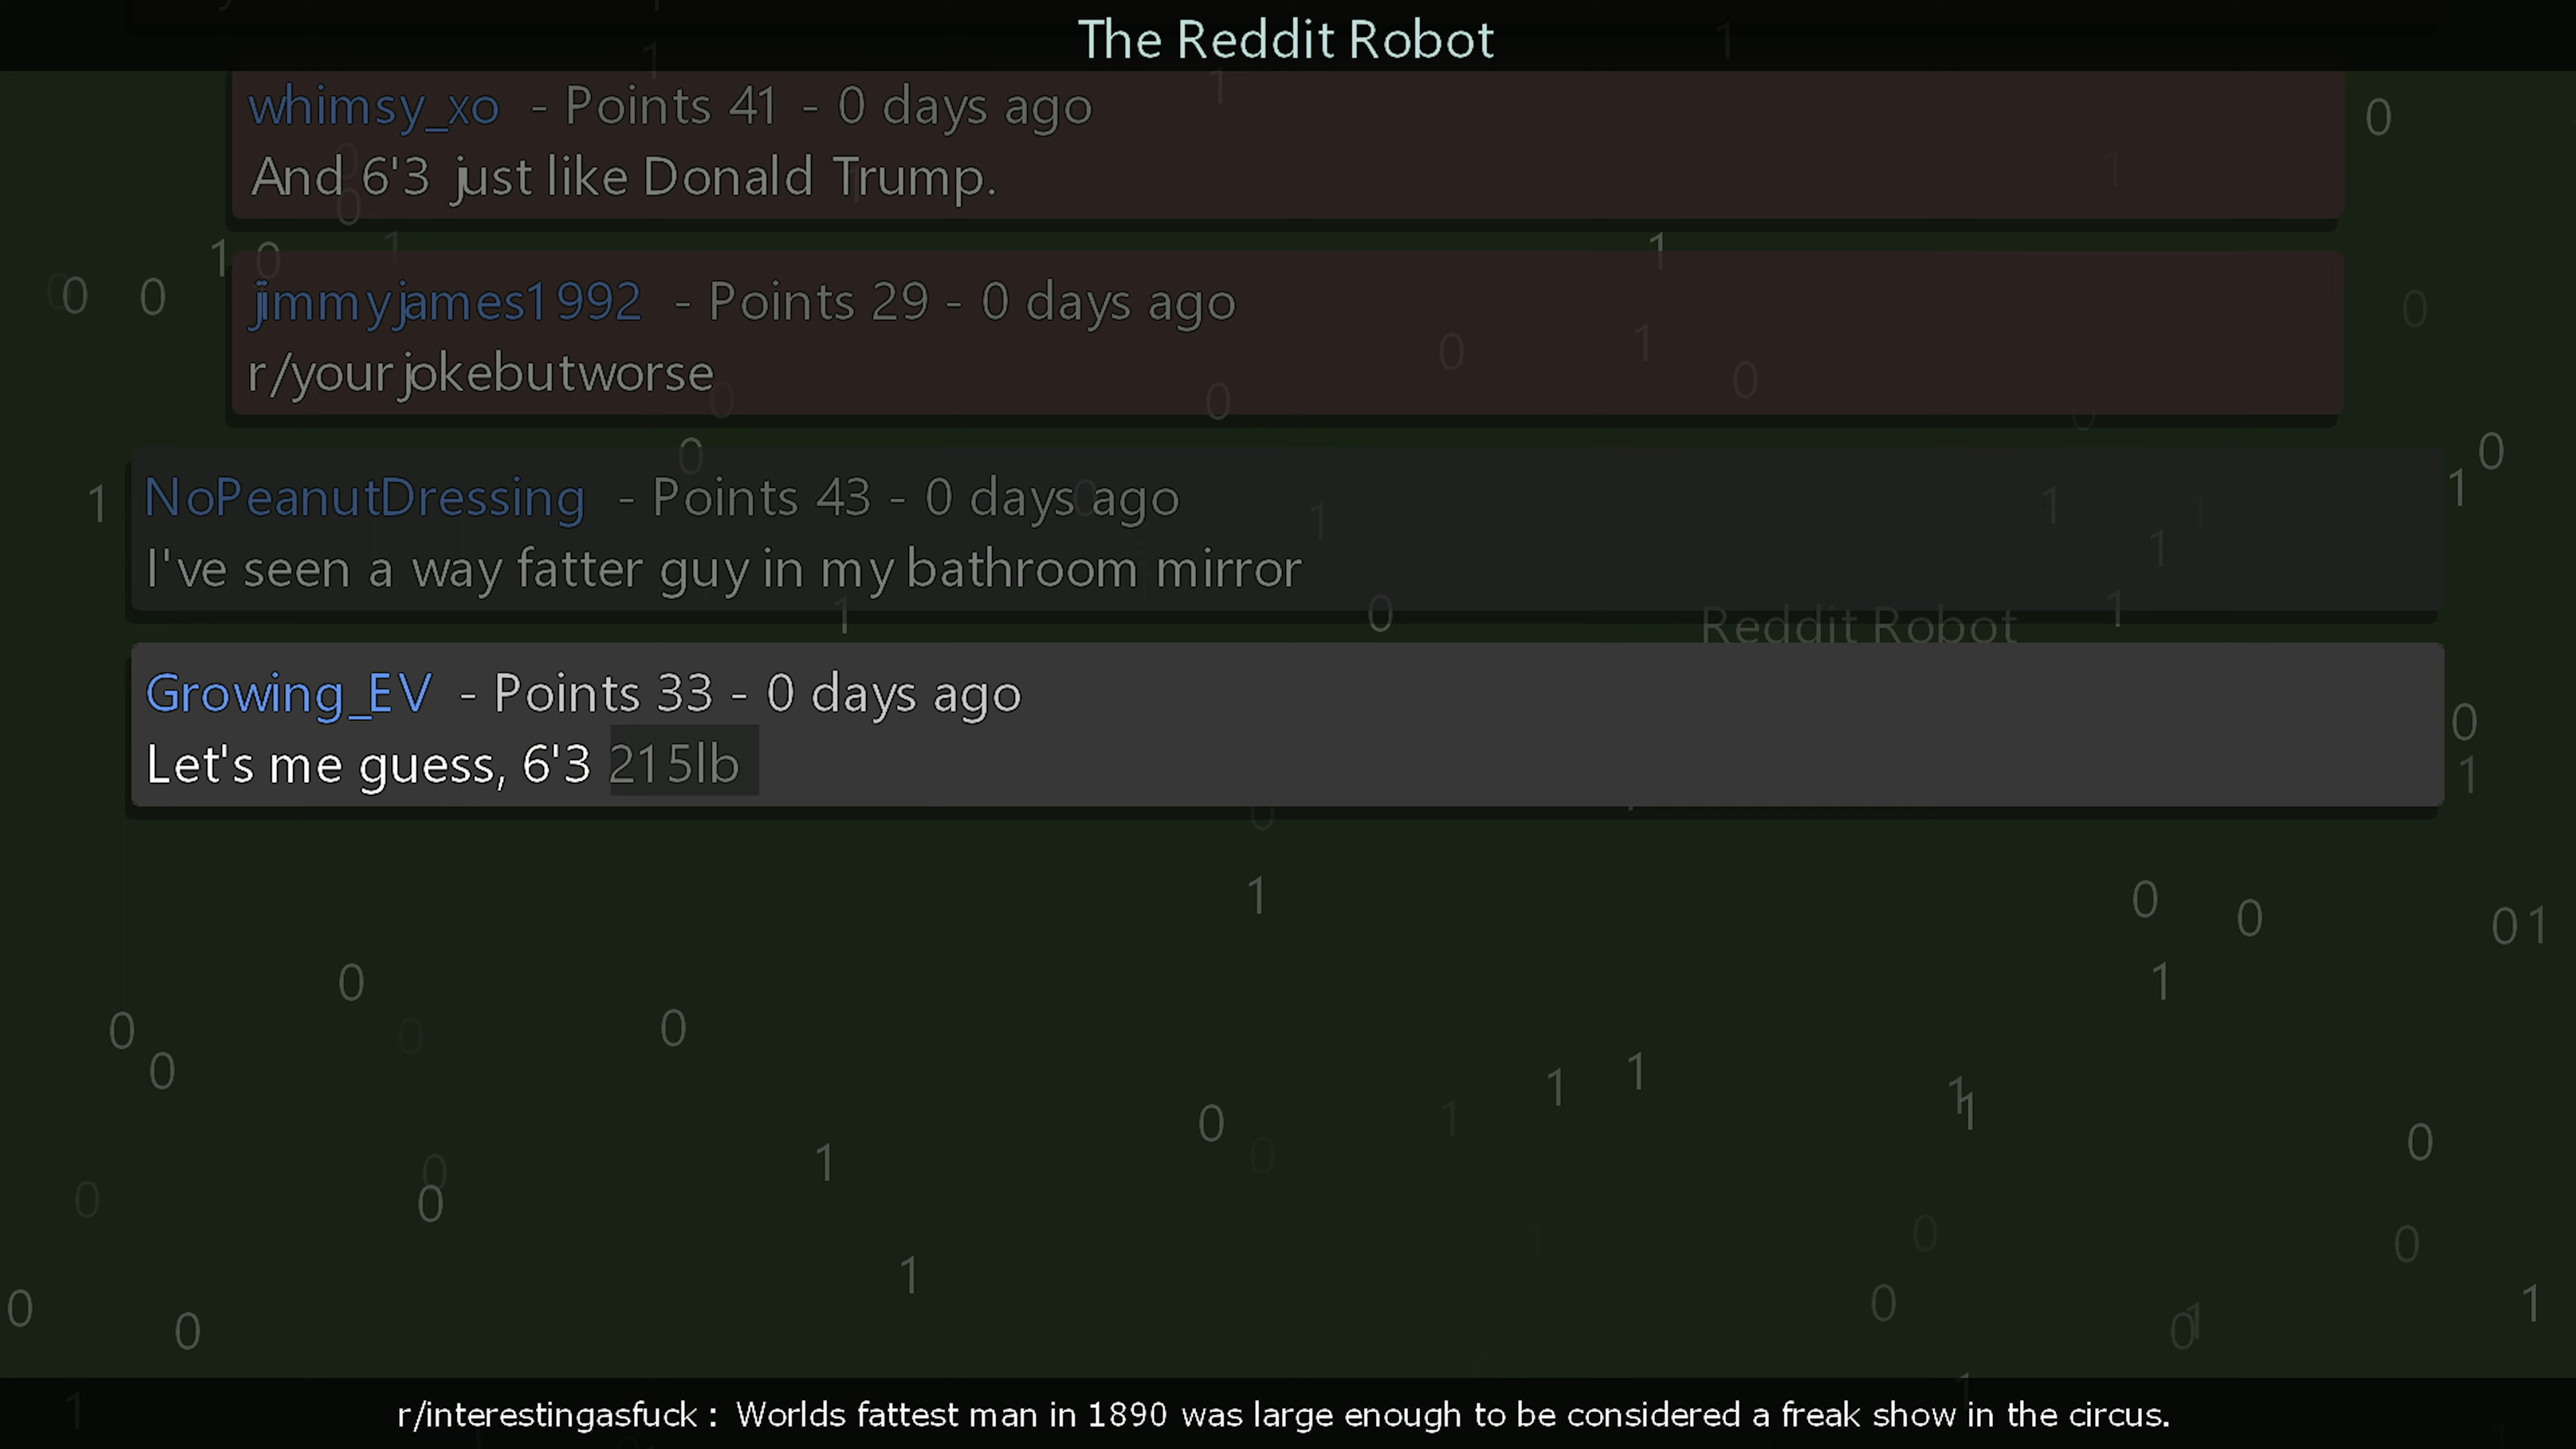 The Reddit Robot
whimsy_xo - Points 41 - 0 days ago
And 6'3 just like Donald Trump.
jimmyjames1992 - Points 29 - 0 days ago
r/yourjokebutworse
NoPeanutDressing - Points 43 - 0 days ago
I've seen a way fatter guy in my bathroom mirror
Reddit Robot
Growing_EV - Points 33 - 0 days ago
Let's me guess, 6'3 215lb
r/interestingasfuck : Worlds fattest man in 1890 was large enough to be considered a freak show in the circus.